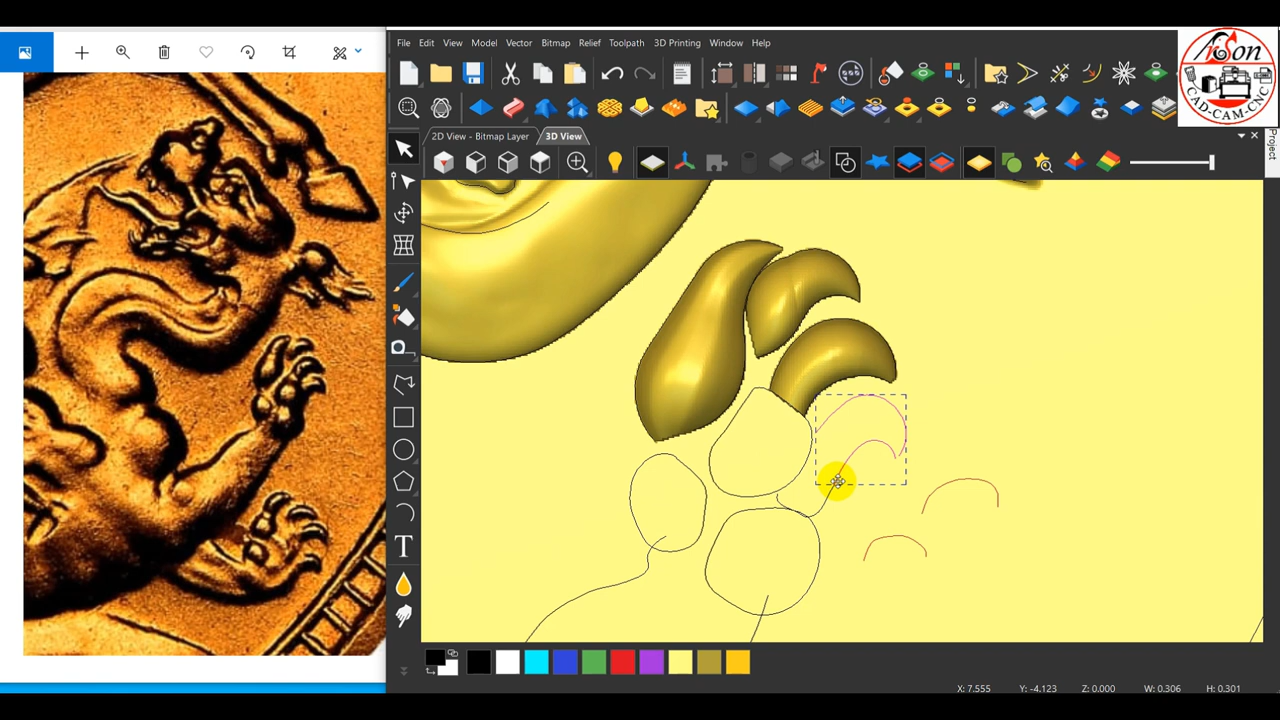 File Edit View Model Vector Bitmap Relief Toolpath 3D Printing Window Help
2D View - Bitmap Layer 3D View
CAD-CAM-CNC
Project
T
X: 7.555 Y: -4.123 Z: 0.000 W: 0.306 H: 0.301